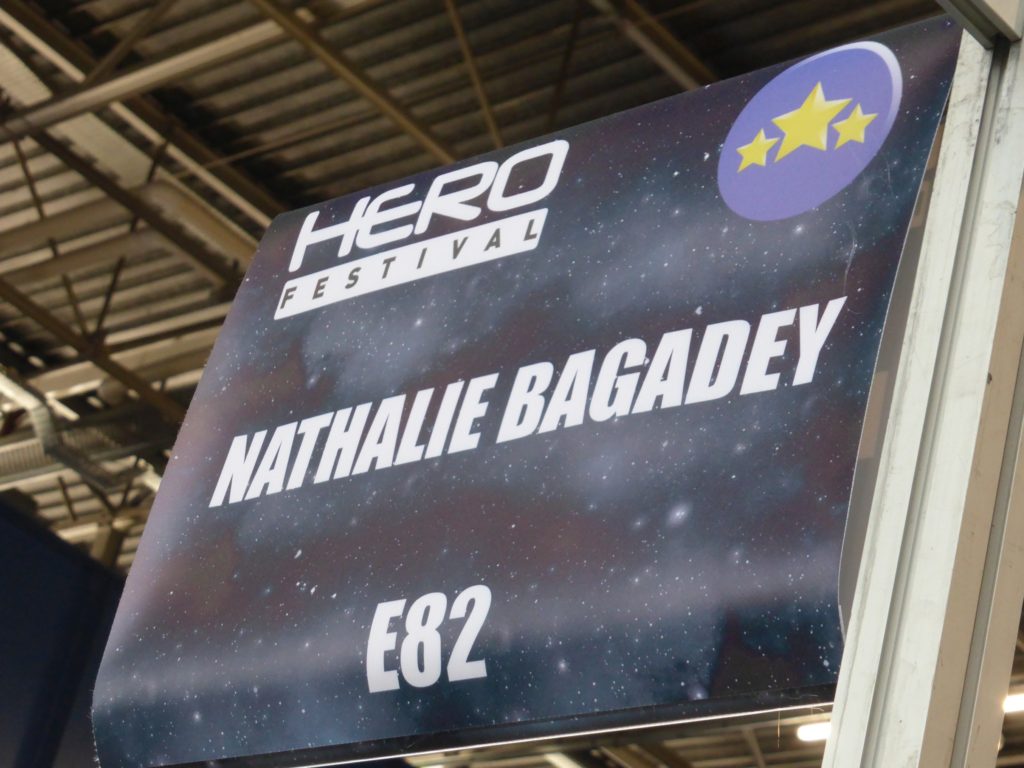 HERO
FESTIVAL
NATHALIE BAGADEY
E82